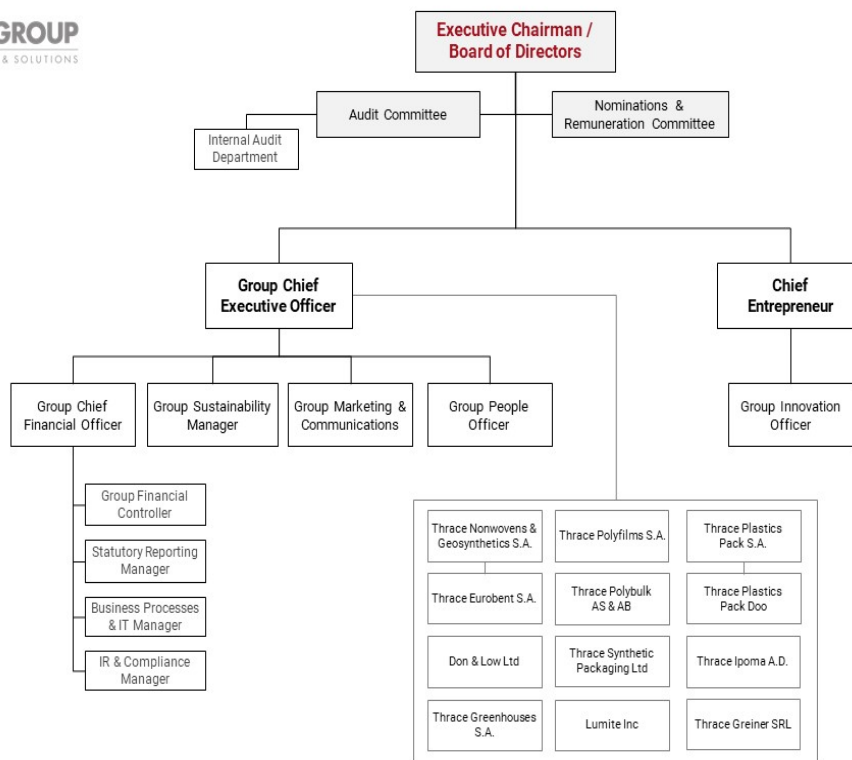 GROUP
& SOLUTIONS
Executive Chairman /
Board of Directors
Audit Committee
Nominations &
Remuneration Committee
Internal Audit
Department
Group Chief
Executive Officer
Chief
Entrepreneur
Group Chief
Financial Officer
Group Sustainability
Manager
Group Marketing &
Communications
Group People
Officer
Group Innovation
Officer
Group Financial
Controller
Statutory Reporting
Manager
Business Processes
& IT Manager
IR & Compliance
Manager
Thrace Nonwovens &
Geosynthetics S.A.
Thrace Polyfilms S.A.
Thrace Plastics
Pack S.A.
Thrace Eurobent S.A.
Thrace Polybulk
AS & AB
Thrace Plastics
Pack Doo
Don & Low Ltd
Thrace Synthetic
Packaging Ltd
Thrace Ipoma A.D.
Thrace Greenhouses
S.A.
Lumite Inc
Thrace Greiner SRL